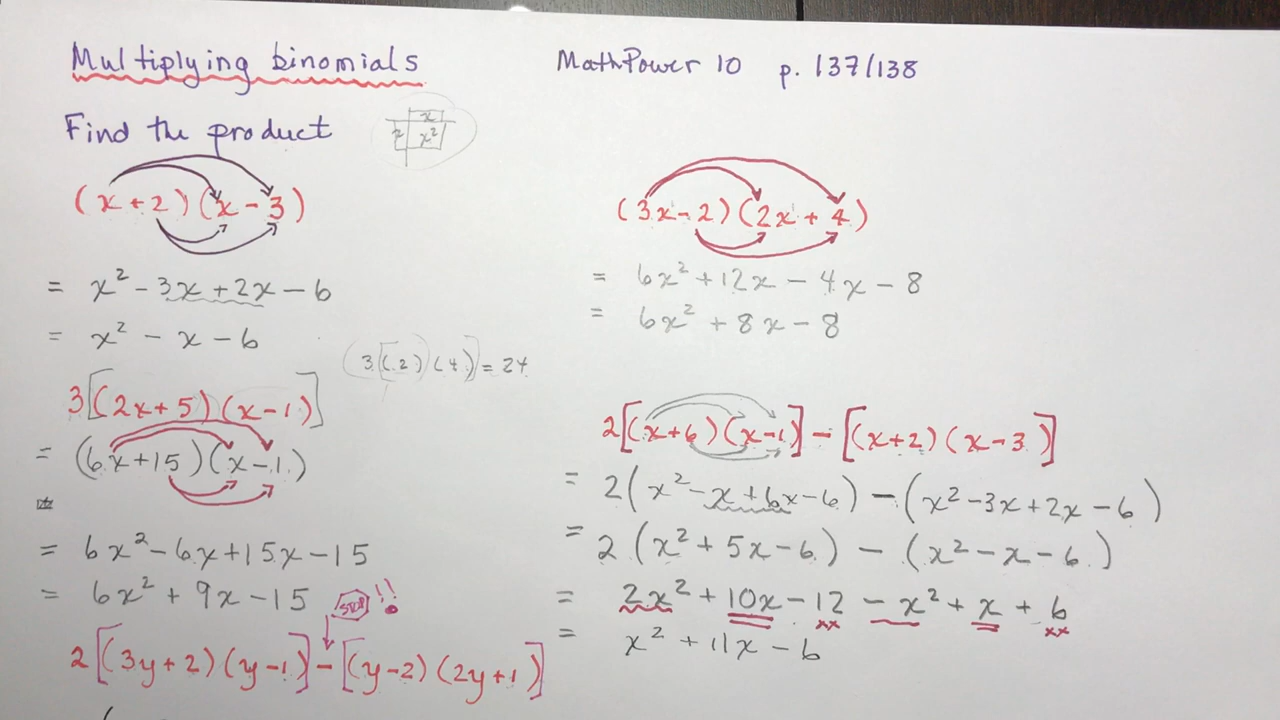 Multiplying binomials
MathPower 10 p. 137/138
Find the product
x
x x²
(x+2)(x-3)
= x² - 3x + 2x - 6
= x² - x - 6
3[(2)(4)] = 24
3[(2x+5)(x-1)]
= (6x+15)(x-1)
= 6x² - 6x + 15x - 15
= 6x² + 9x - 15
STOP !!
2[(3y+2)(y-1)] - [(y-2)(2y+1)]
(3x-2)(2x+4)
= 6x² + 12x - 4x - 8
= 6x² + 8x - 8
2[(x+6)(x-1)] - [(x+2)(x-3)]
= 2(x² - x + 6x - 6) - (x² - 3x + 2x - 6)
= 2(x² + 5x - 6) - (x² - x - 6)
= 2x² + 10x - 12 - x² + x + 6
xx xx
= x² + 11x - 6